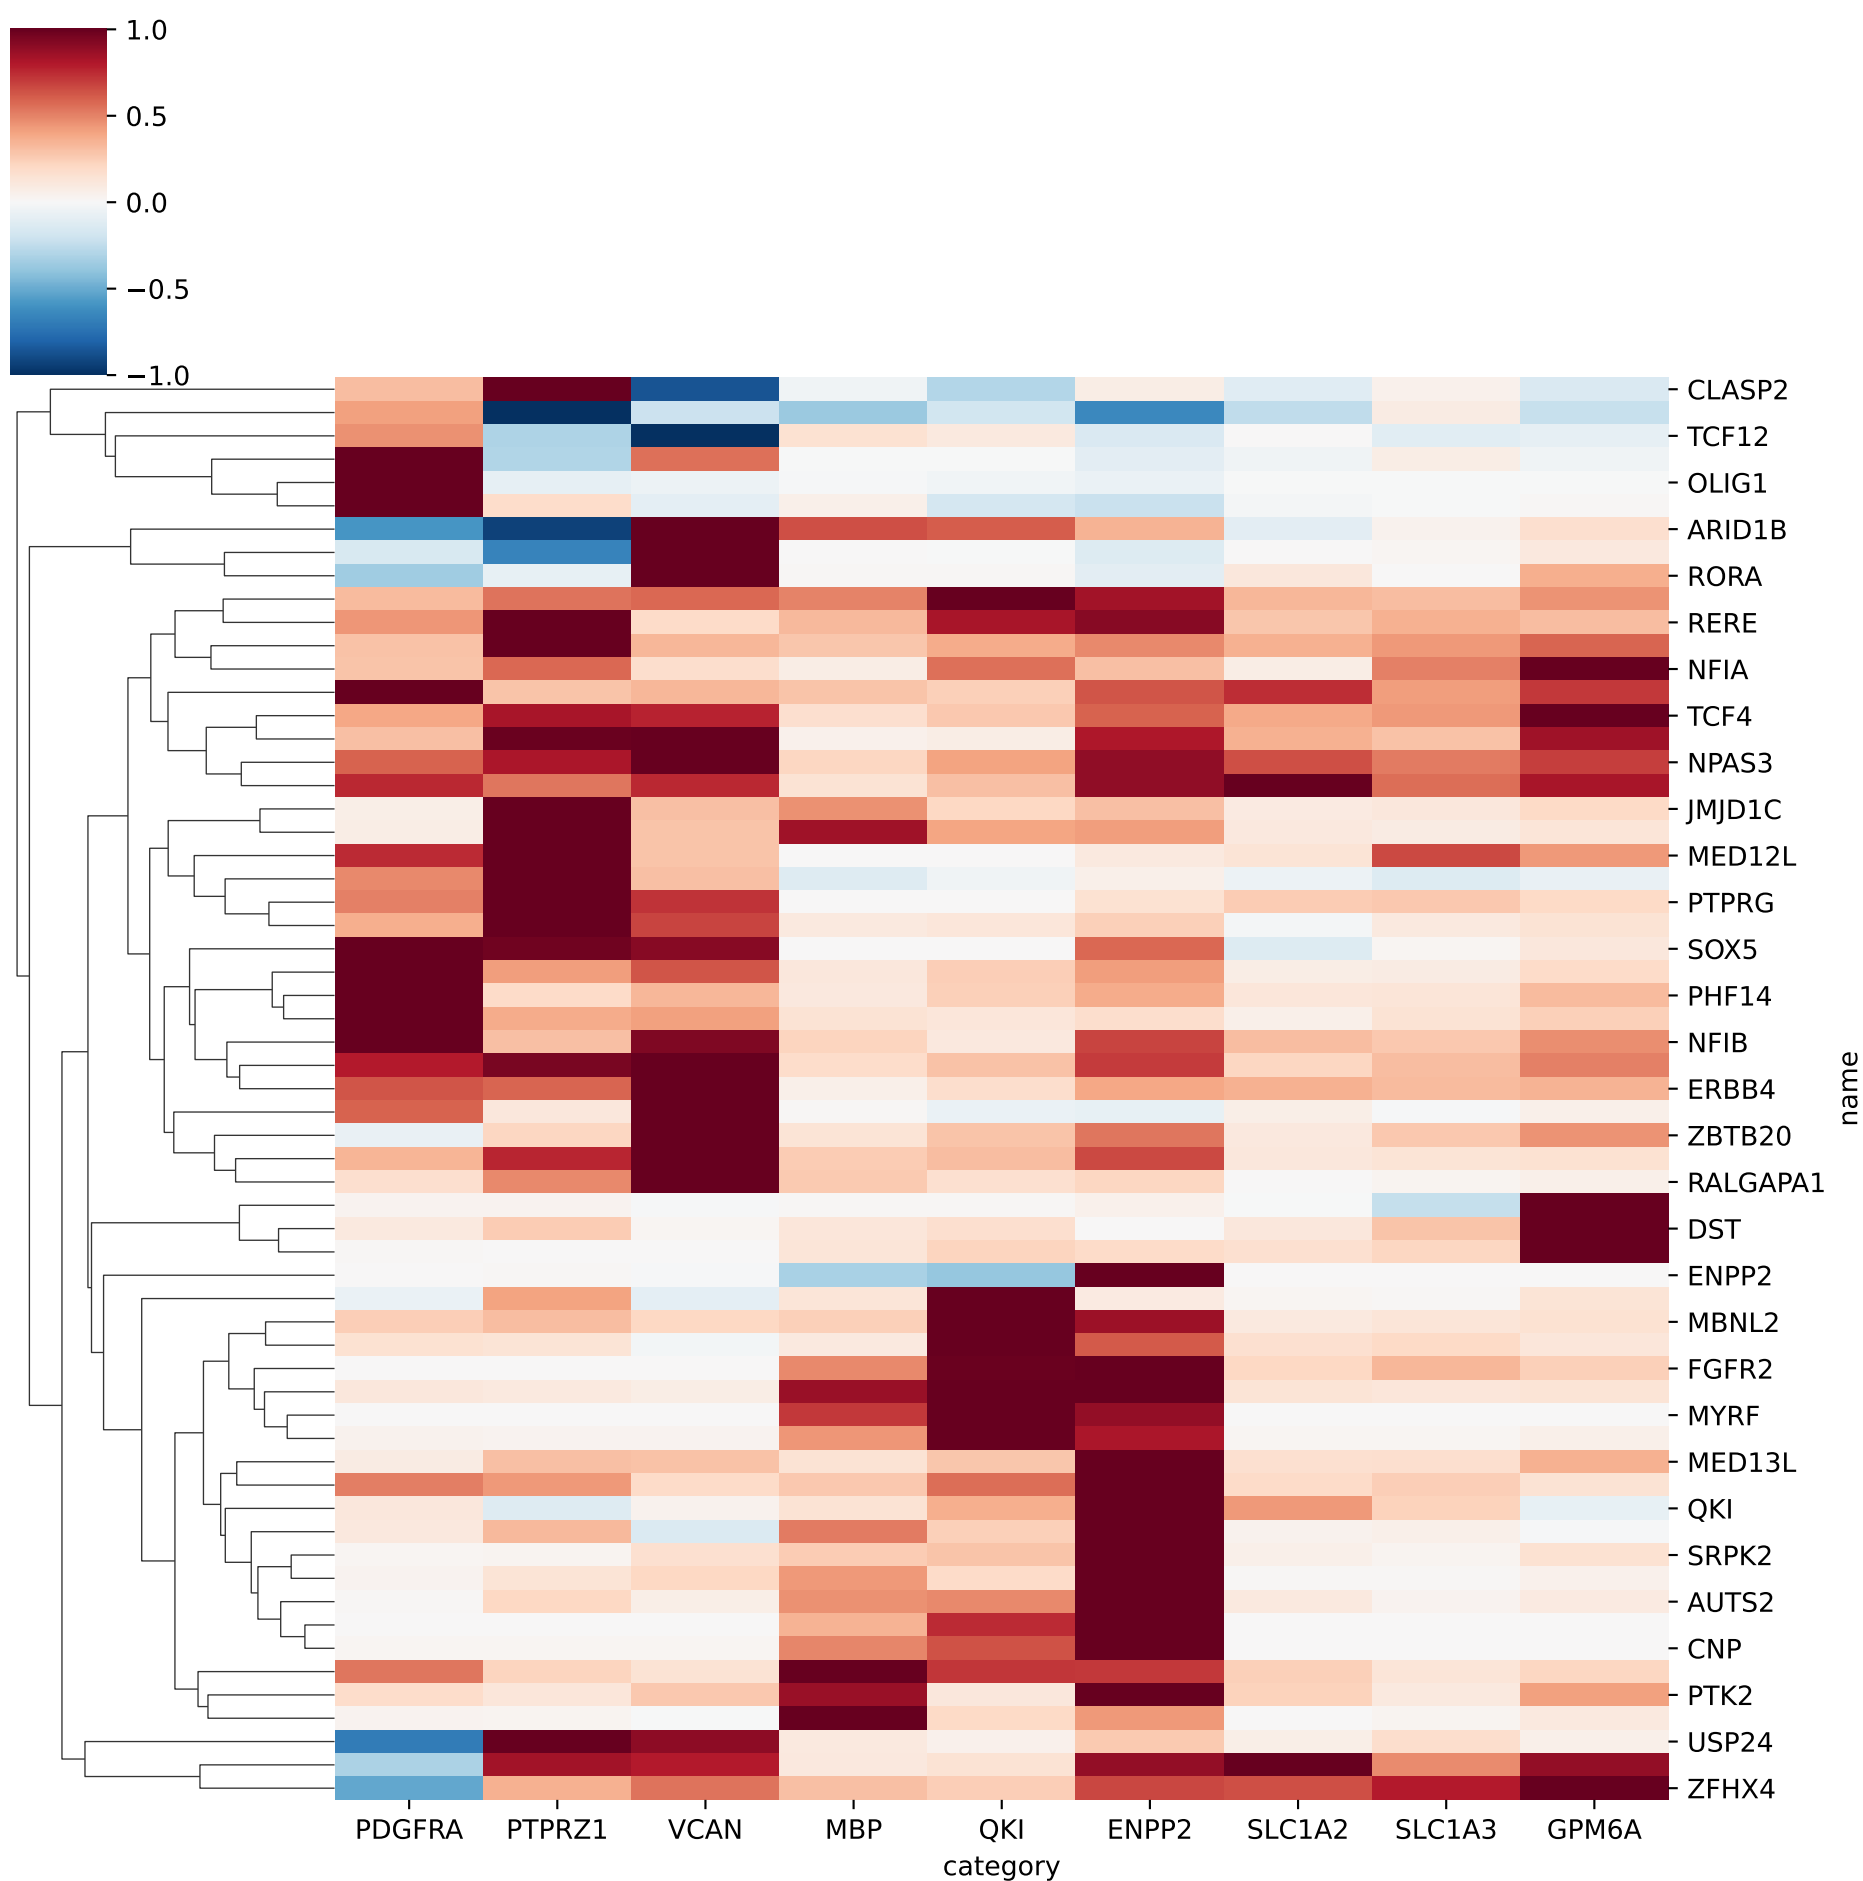 1.0
0.5
0.0
−0.5
−1.0
CLASP2
TCF12
OLIG1
ARID1B
RORA
RERE
NFIA
TCF4
NPAS3
JMJD1C
MED12L
PTPRG
SOX5
PHF14
NFIB
ERBB4
ZBTB20
RALGAPA1
DST
ENPP2
MBNL2
FGFR2
MYRF
MED13L
QKI
SRPK2
AUTS2
CNP
PTK2
USP24
ZFHX4
name
PDGFRA PTPRZ1 VCAN MBP QKI ENPP2 SLC1A2 SLC1A3 GPM6A
category